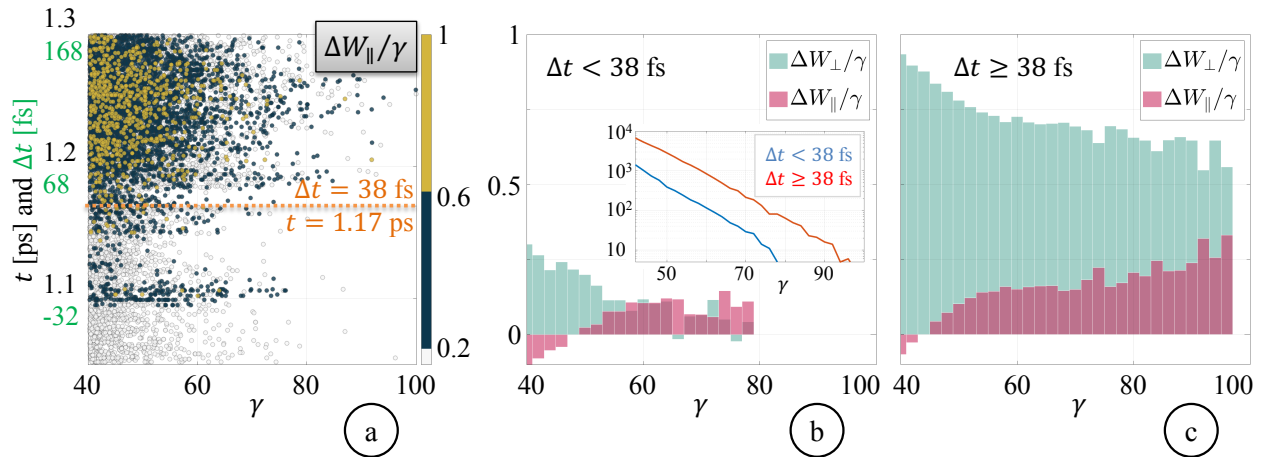 1.3
168
1.2
68
1.1
-32
t [ps] and Δt [fs]
ΔW∥/γ
1
0.6
0.2
Δt = 38 fs
t = 1.17 ps
40 60 80 100
γ
a
1
0.5
0
Δt < 38 fs
ΔW⊥/γ
ΔW∥/γ
10⁴
10³
10²
10
Δt < 38 fs
Δt ≥ 38 fs
50 70 γ 90
40 60 80 100
γ
b
Δt ≥ 38 fs
ΔW⊥/γ
ΔW∥/γ
40 60 80 100
γ
c